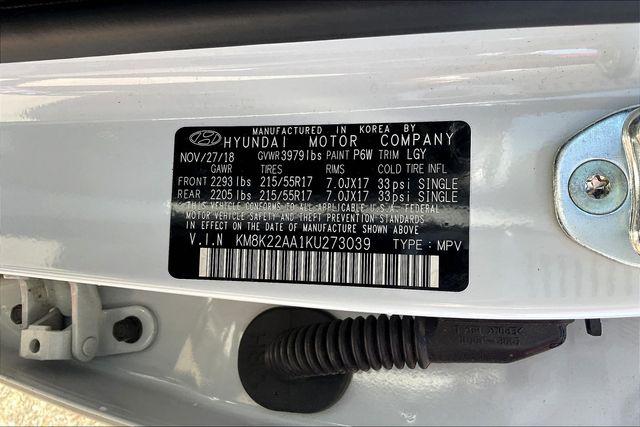 MANUFACTURED IN KOREA BY
HYUNDAI MOTOR COMPANY
NOV/27/18 GVWR 3979lbs PAINT P6W TRIM LGY
GAWR TIRES RIMS COLD TIRE INFL
FRONT 2293 lbs 215/55R17 7.0JX17 33psi SINGLE
REAR 2205 lbs 215/55R17 7.0JX17 33psi SINGLE
THIS VEHICLE CONFORMS TO ALL APPLICABLE U.S.A. FEDERAL
MOTOR VEHICLE SAFETY AND THEFT PREVENTION STANDARDS
IN EFFECT ON THE DATE OF MANUFACTURE SHOWN ABOVE
V.I.N KM8K22AA1KU273039 TYPE : MPV